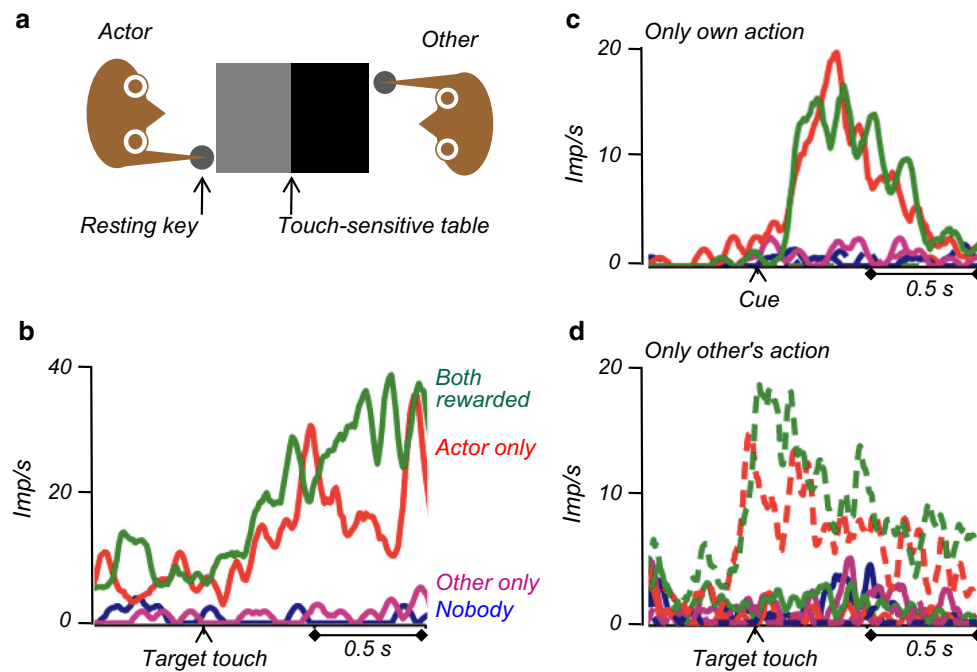 a
Actor
Other
Resting key
Touch-sensitive table
b
40
20
0
Imp/s
Both
rewarded
Actor only
Other only
Nobody
Target touch
0.5 s
c
Only own action
20
10
0
Imp/s
Cue
0.5 s
d
Only other's action
20
10
0
Imp/s
Target touch
0.5 s